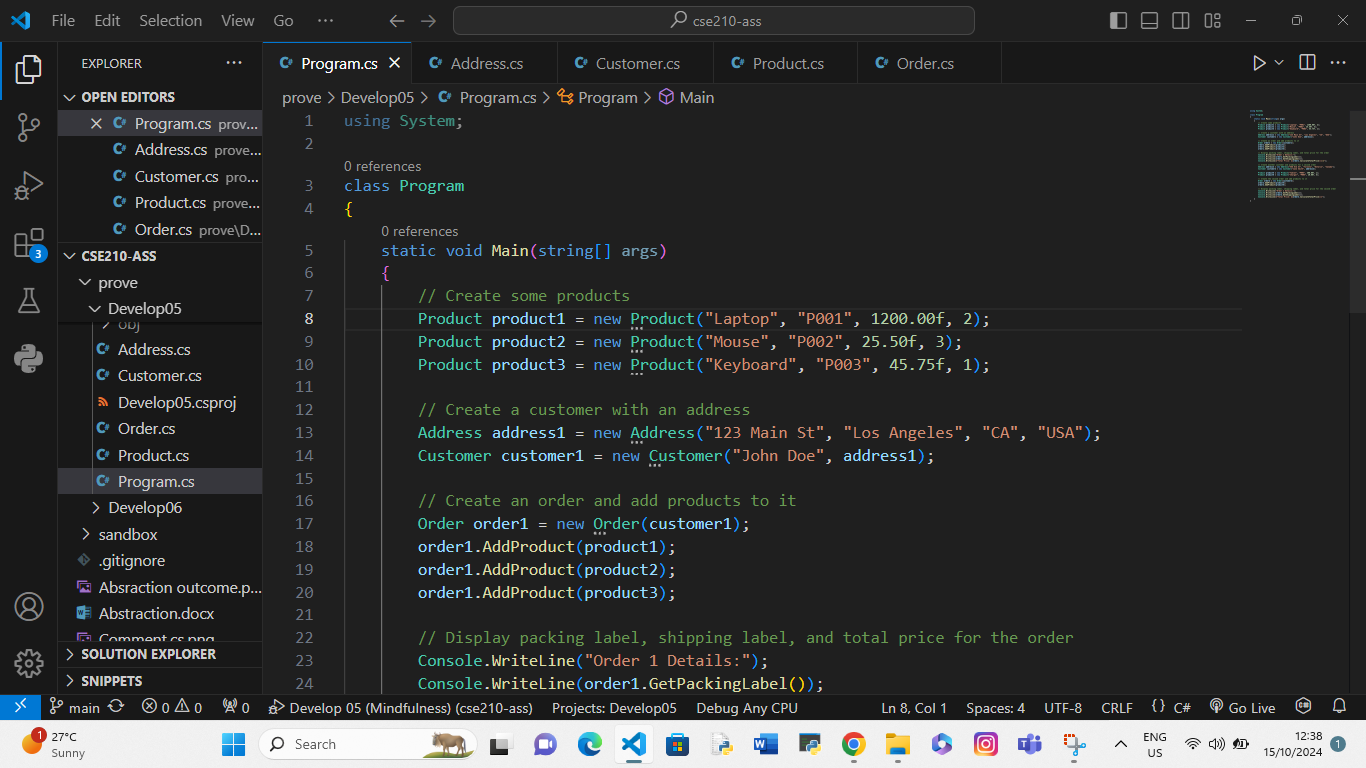 File Edit Selection View Go ··· cse210-ass
EXPLORER ···
OPEN EDITORS
Program.cs prov...
Address.cs prove...
Customer.cs pro...
Product.cs prove...
Order.cs prove\D...
CSE210-ASS
prove
Develop05
obj
Address.cs
Customer.cs
Develop05.csproj
Order.cs
Product.cs
Program.cs
Develop06
sandbox
.gitignore
Absraction outcome.p...
Abstraction.docx
Comment.cs.png
SOLUTION EXPLORER
SNIPPETS
3
Program.cs Address.cs Customer.cs Product.cs Order.cs
prove > Develop05 > Program.cs > Program > Main
1 using System;
2
0 references
3 class Program
4 {
0 references
5 static void Main(string[] args)
6 {
7 // Create some products
8 Product product1 = new Product("Laptop", "P001", 1200.00f, 2);
9 Product product2 = new Product("Mouse", "P002", 25.50f, 3);
10 Product product3 = new Product("Keyboard", "P003", 45.75f, 1);
11
12 // Create a customer with an address
13 Address address1 = new Address("123 Main St", "Los Angeles", "CA", "USA");
14 Customer customer1 = new Customer("John Doe", address1);
15
16 // Create an order and add products to it
17 Order order1 = new Order(customer1);
18 order1.AddProduct(product1);
19 order1.AddProduct(product2);
20 order1.AddProduct(product3);
21
22 // Display packing label, shipping label, and total price for the order
23 Console.WriteLine("Order 1 Details:");
24 Console.WriteLine(order1.GetPackingLabel());
main 0 0 0 Develop 05 (Mindfulness) (cse210-ass) Projects: Develop05 Debug Any CPU Ln 8, Col 1 Spaces: 4 UTF-8 CRLF {} C# Go Live
1 27°C
Sunny
Search
ENG
US
12:38
15/10/2024
1